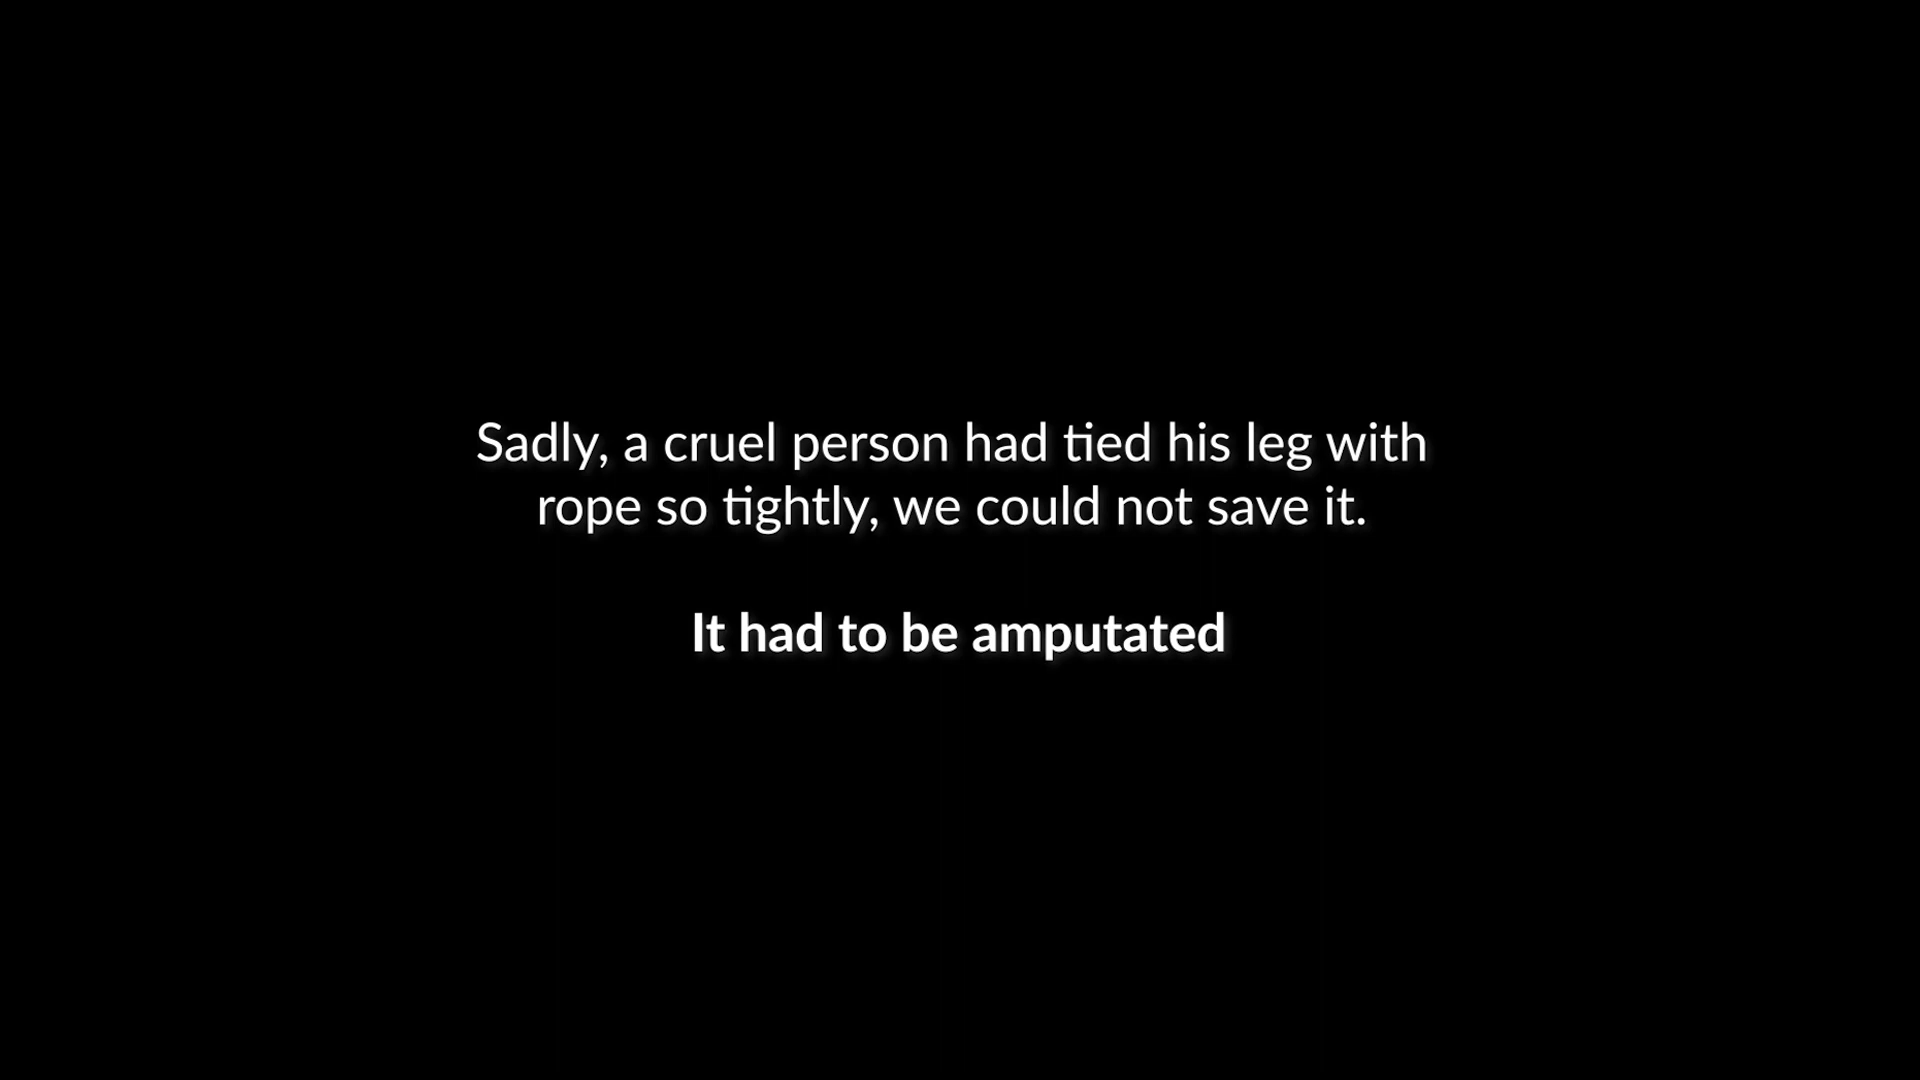 Sadly, a cruel person had tied his leg with
rope so tightly, we could not save it.
It had to be amputated